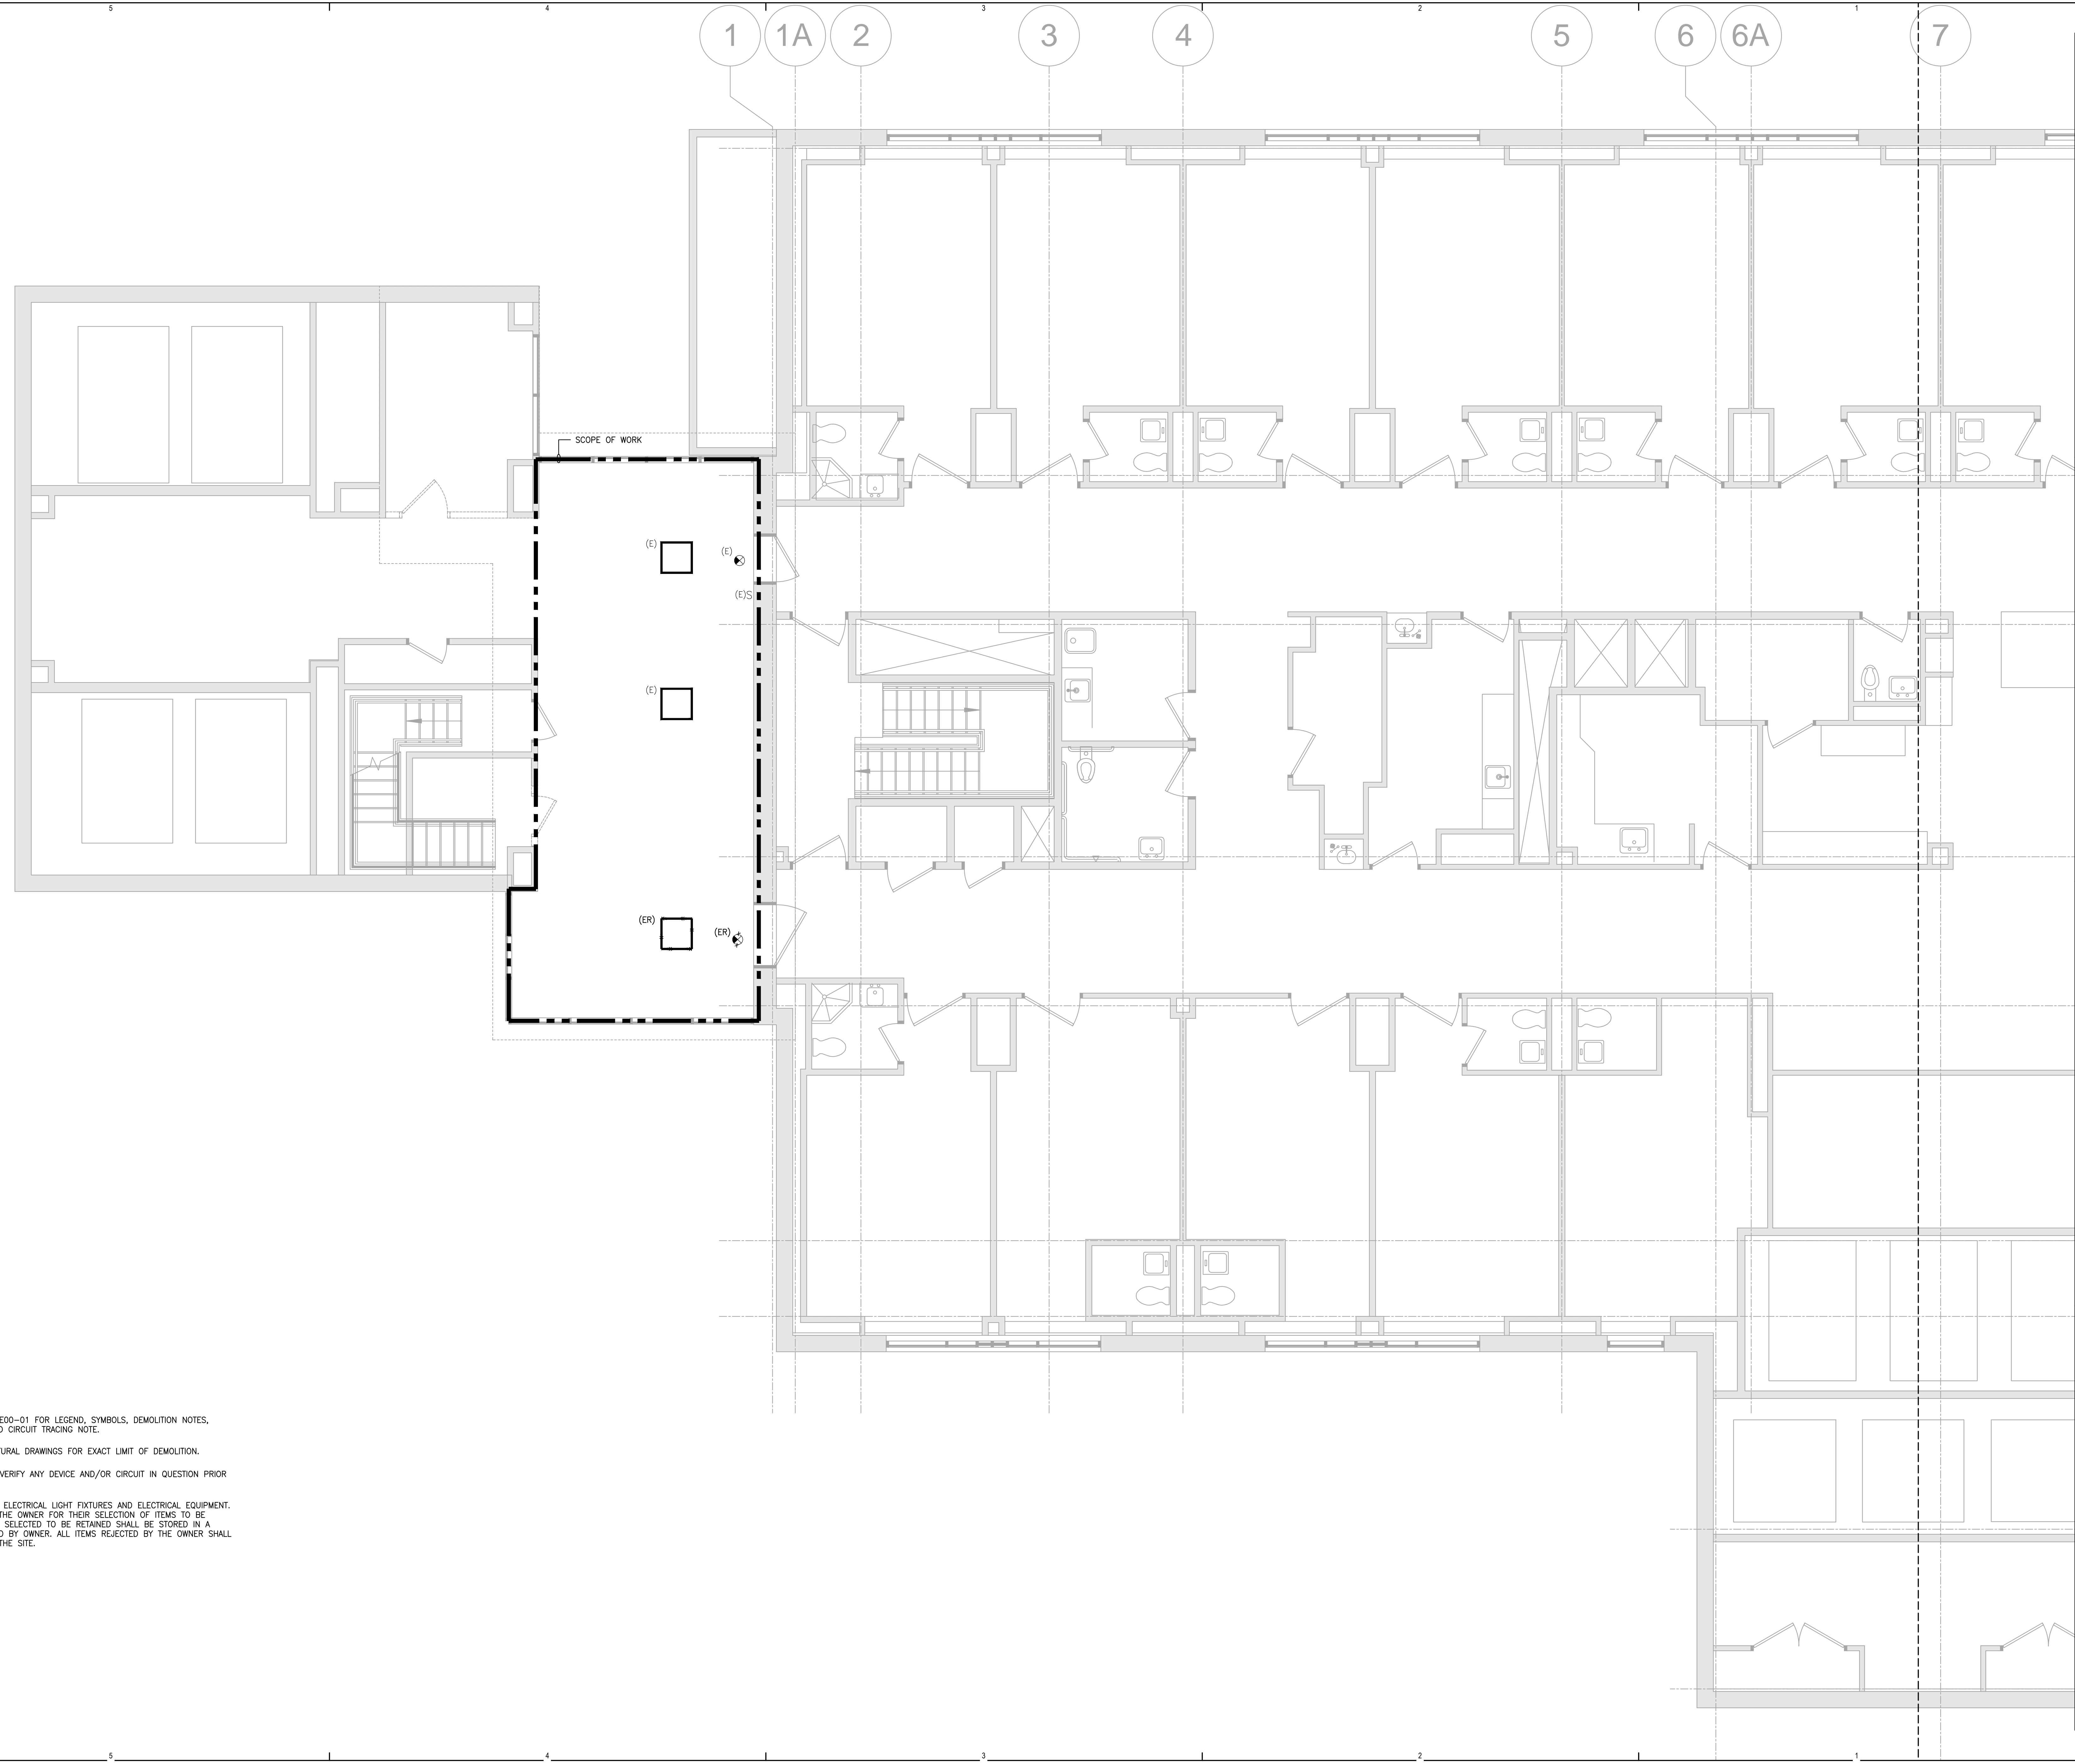 5 4 3 2 1
1 1A 2 3 4 5 6 6A 7
SCOPE OF WORK
(E)
(E)
(E)S
(E)
(ER)
(ER)
E00-01 FOR LEGEND, SYMBOLS, DEMOLITION NOTES,
CIRCUIT TRACING NOTE.
DRAWINGS FOR EXACT LIMIT OF DEMOLITION.
VERIFY ANY DEVICE AND/OR CIRCUIT IN QUESTION PRIOR
ELECTRICAL LIGHT FIXTURES AND ELECTRICAL EQUIPMENT.
THE OWNER FOR THEIR SELECTION OF ITEMS TO BE
SELECTED TO BE RETAINED SHALL BE STORED IN A
BY OWNER. ALL ITEMS REJECTED BY THE OWNER SHALL
THE SITE.
5 4 3 2 1